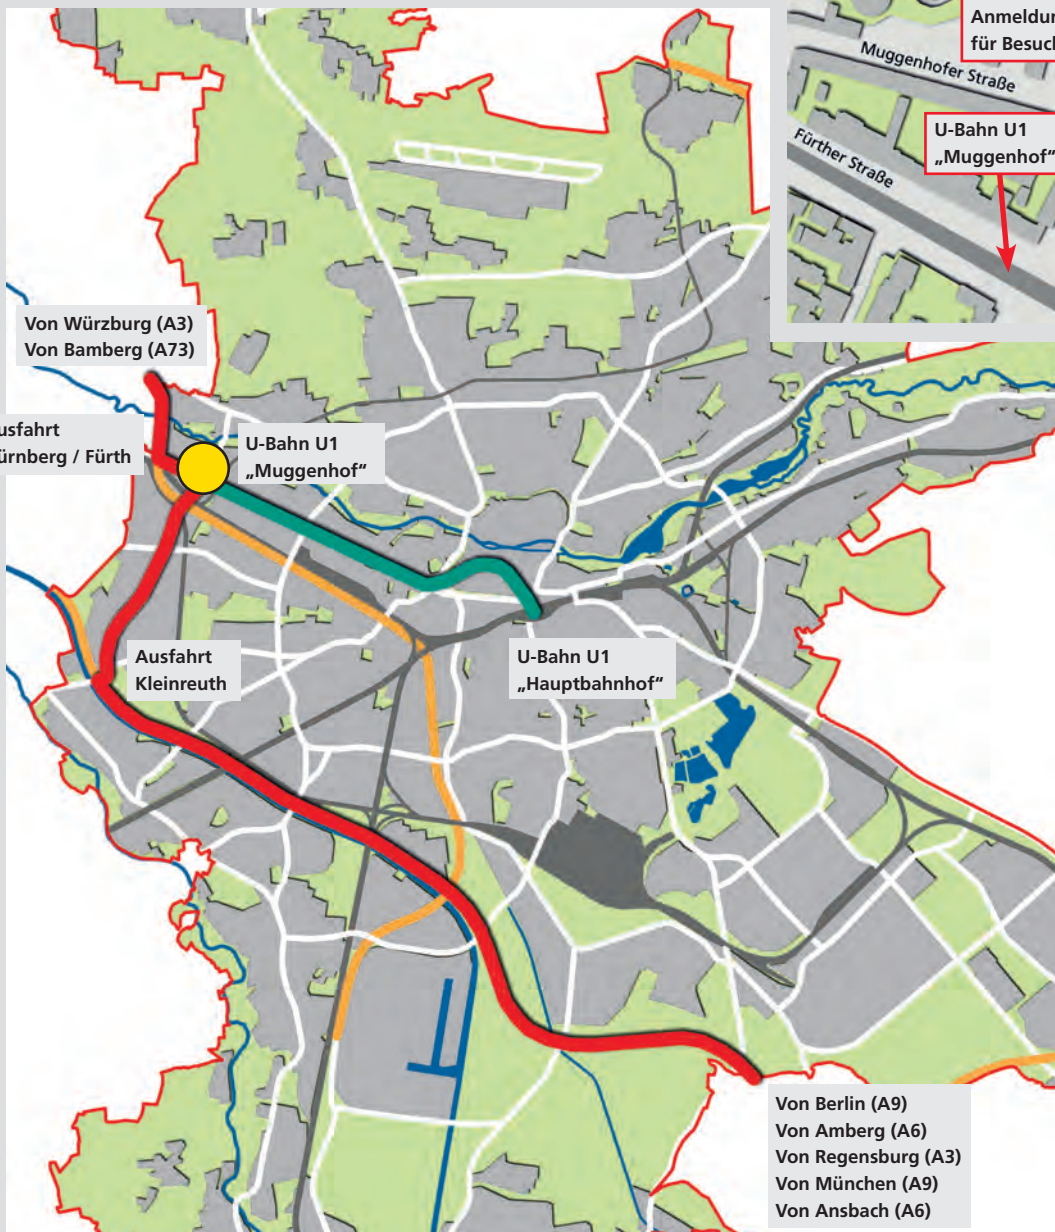 Anmeldun
für Besuch
Muggenhofer Straße
U-Bahn U1
„Muggenhof“
Fürther Straße
Von Würzburg (A3)
Von Bamberg (A73)
usfahrt
ürnberg / Fürth
U-Bahn U1
„Muggenhof“
Ausfahrt
Kleinreuth
U-Bahn U1
„Hauptbahnhof“
Von Berlin (A9)
Von Amberg (A6)
Von Regensburg (A3)
Von München (A9)
Von Ansbach (A6)